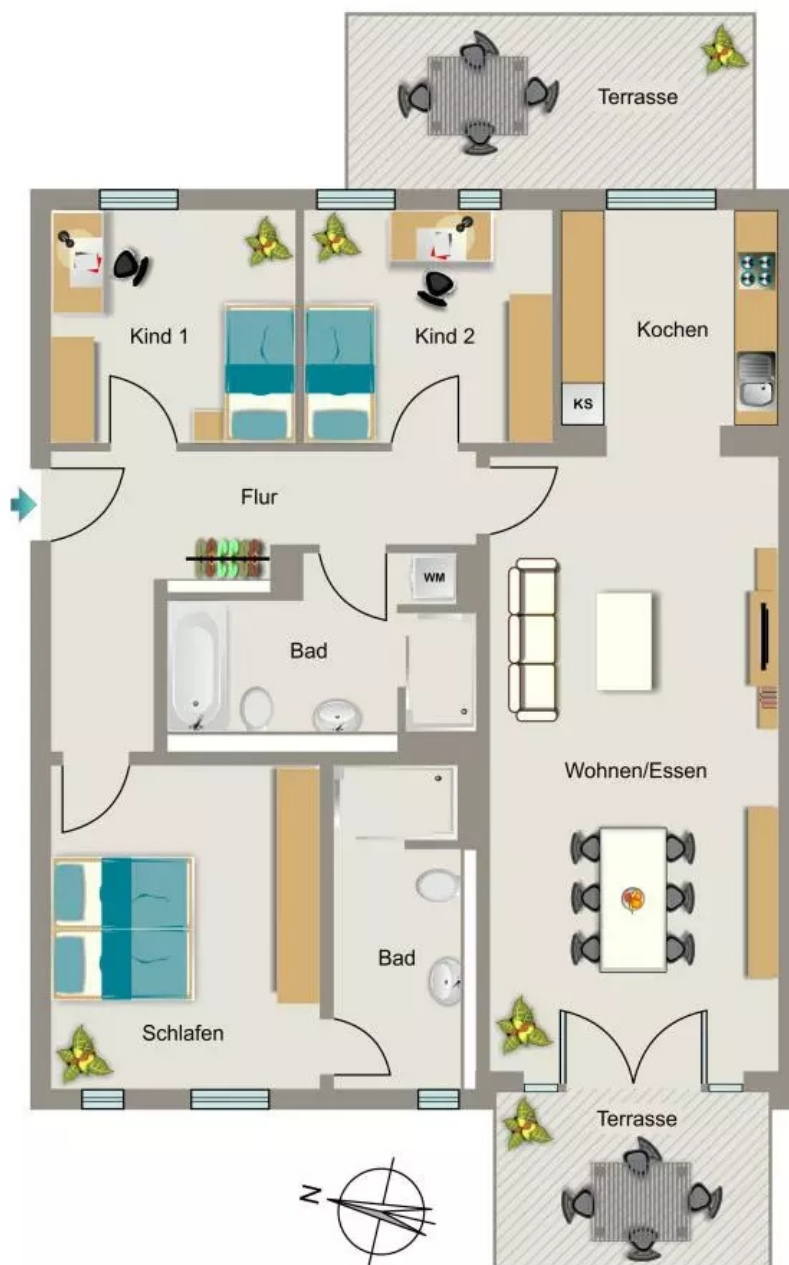 Terrasse
Kind 1
Kind 2
Kochen
KS
Flur
WM
Bad
Wohnen/Essen
Bad
Schlafen
Terrasse
N